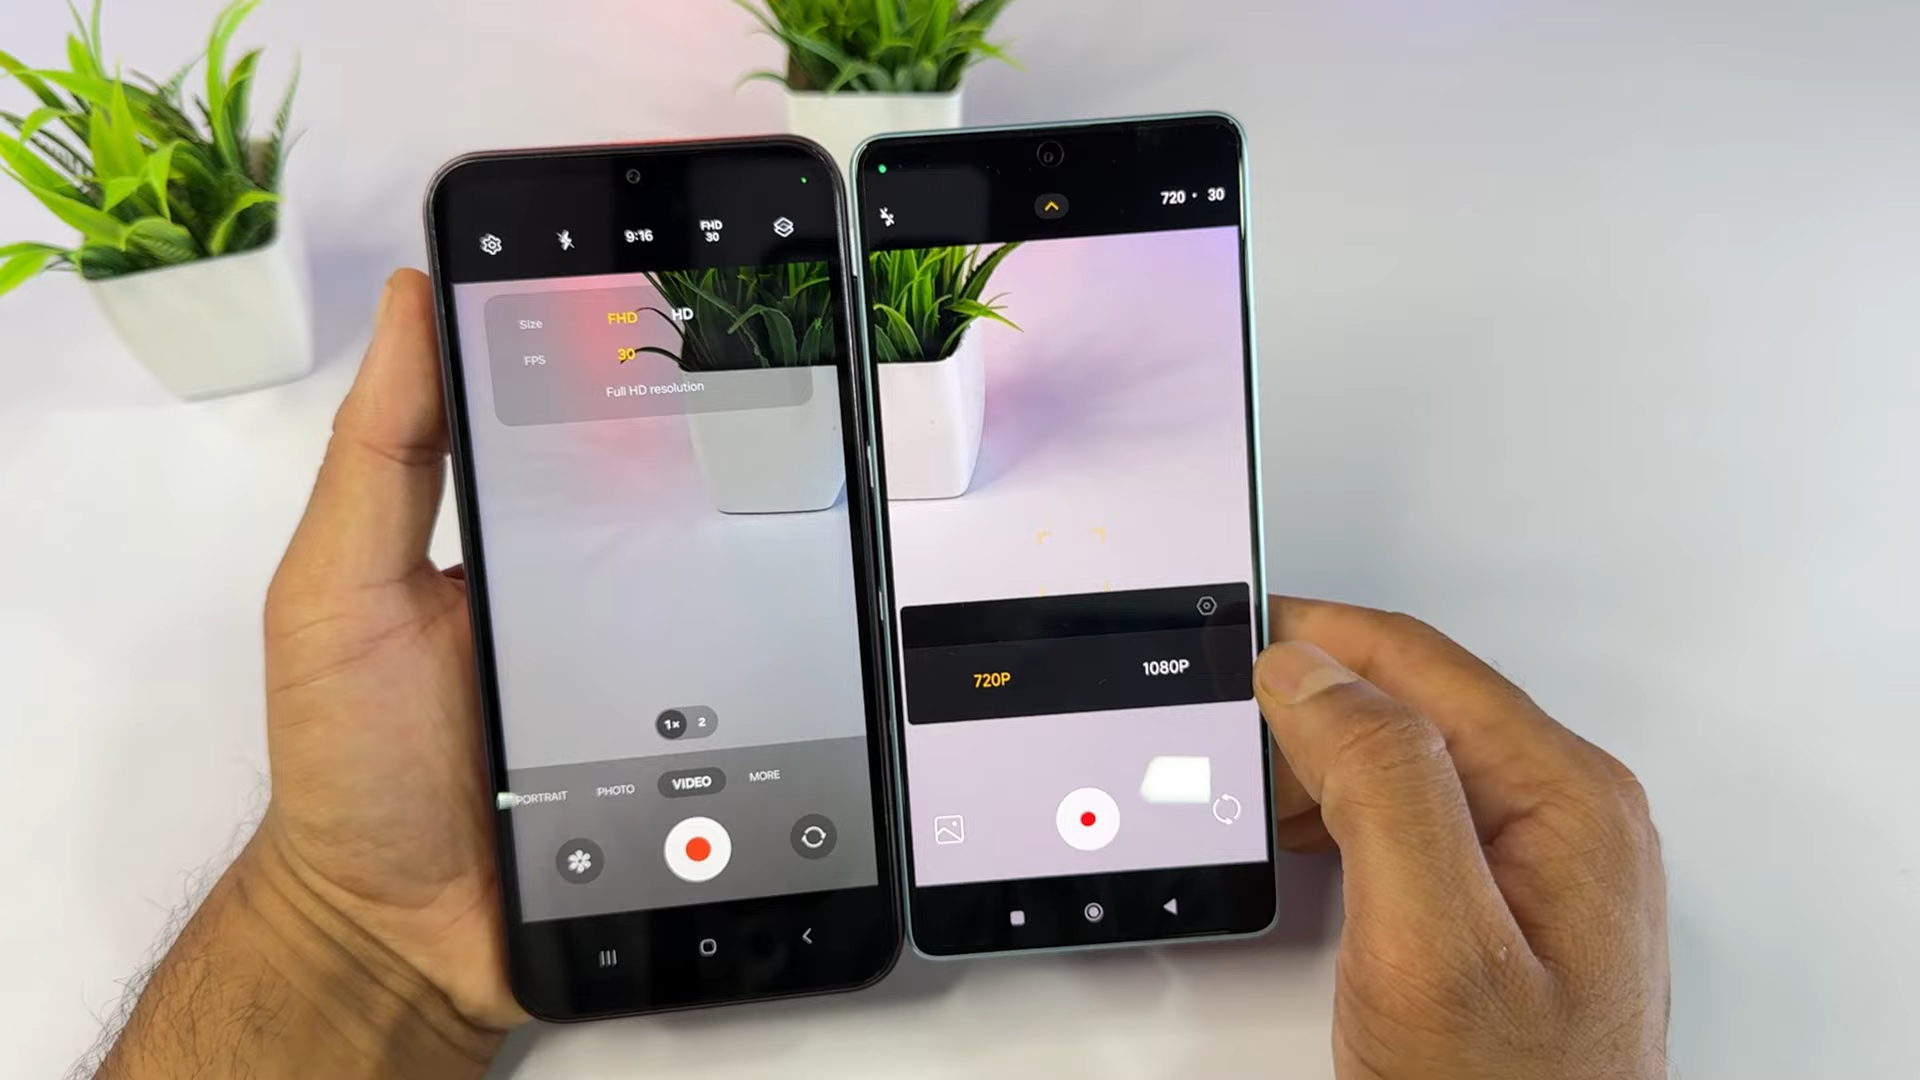 9:16
FHD
30
Size FHD HD
FPS 30
Full HD resolution
1× 2
PORTRAIT PHOTO VIDEO MORE
720 • 30
720P 1080P